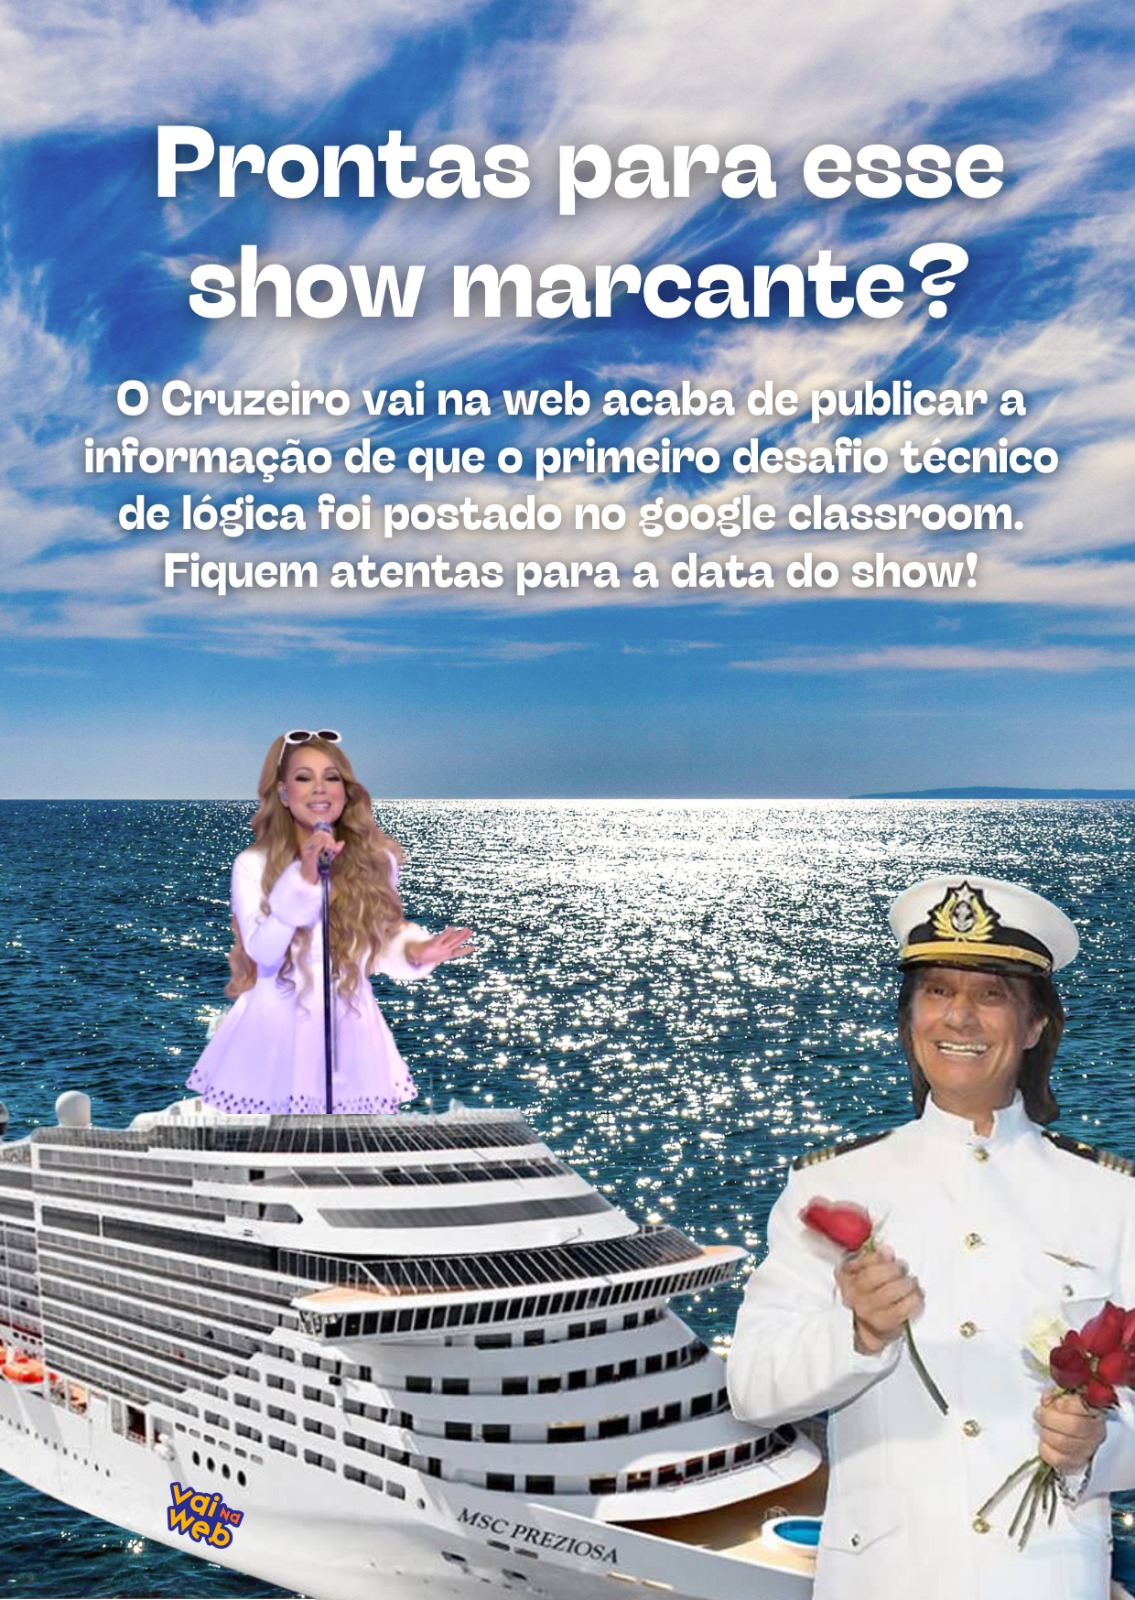 Prontas para esse
show marcante?
O Cruzeiro vai na web acaba de publicar a
informação de que o primeiro desafio técnico
de lógica foi postado no google classroom.
Fiquem atentas para a data do show!
Vai Na
Web
MSC PREZIOSA